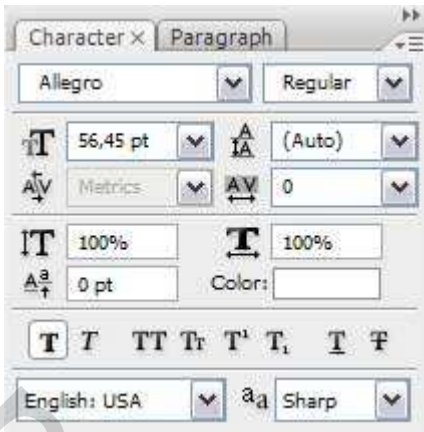 Character × Paragraph
Allegro Regular
56,45 pt (Auto)
Metrics 0
100% 100%
0 pt Color:
T T TT Tr T¹ T₁ T T
English: USA aa Sharp